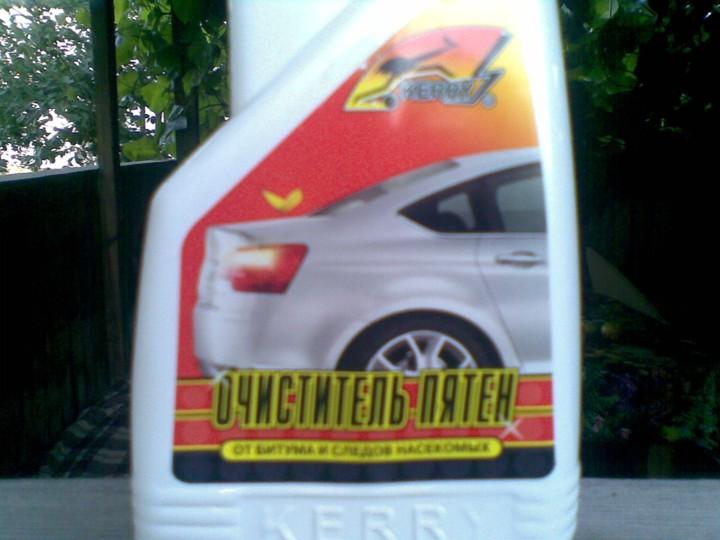 KERRY
ОЧИСТИТЕЛЬ ПЯТЕН
ОТ БИТУМА И СЛЕДОВ НАСЕКОМЫХ
KERRY